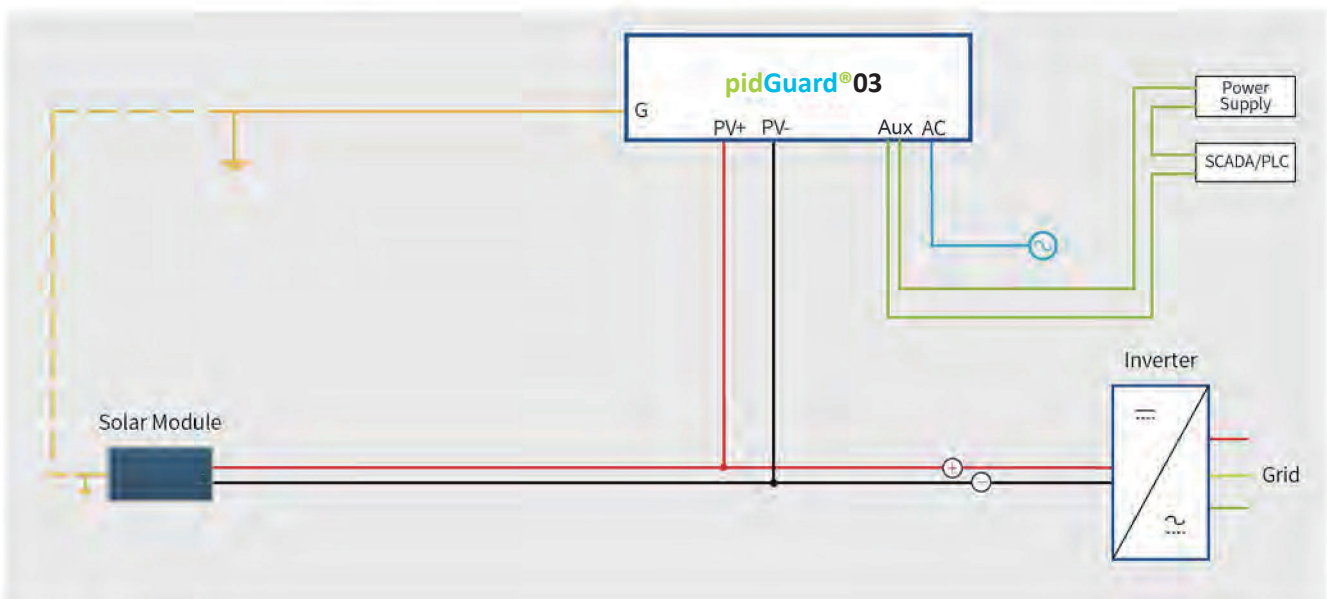 pidGuard®03
G
PV+ PV-
Aux AC
Power
Supply
SCADA/PLC
Inverter
Solar Module
+
−
Grid